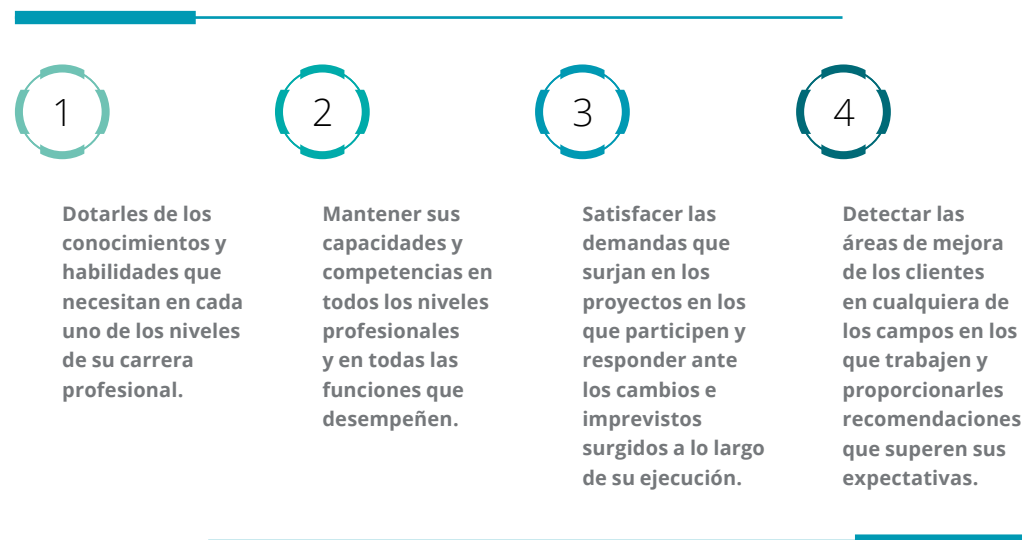 1
Dotarles de los
conocimientos y
habilidades que
necesitan en cada
uno de los niveles
de su carrera
profesional.
2
Mantener sus
capacidades y
competencias en
todos los niveles
profesionales
y en todas las
funciones que
desempeñen.
3
Satisfacer las
demandas que
surjan en los
proyectos en los
que participen y
responder ante
los cambios e
imprevistos
surgidos a lo largo
de su ejecución.
4
Detectar las
áreas de mejora
de los clientes
en cualquiera de
los campos en los
que trabajen y
proporcionarles
recomendaciones
que superen sus
expectativas.